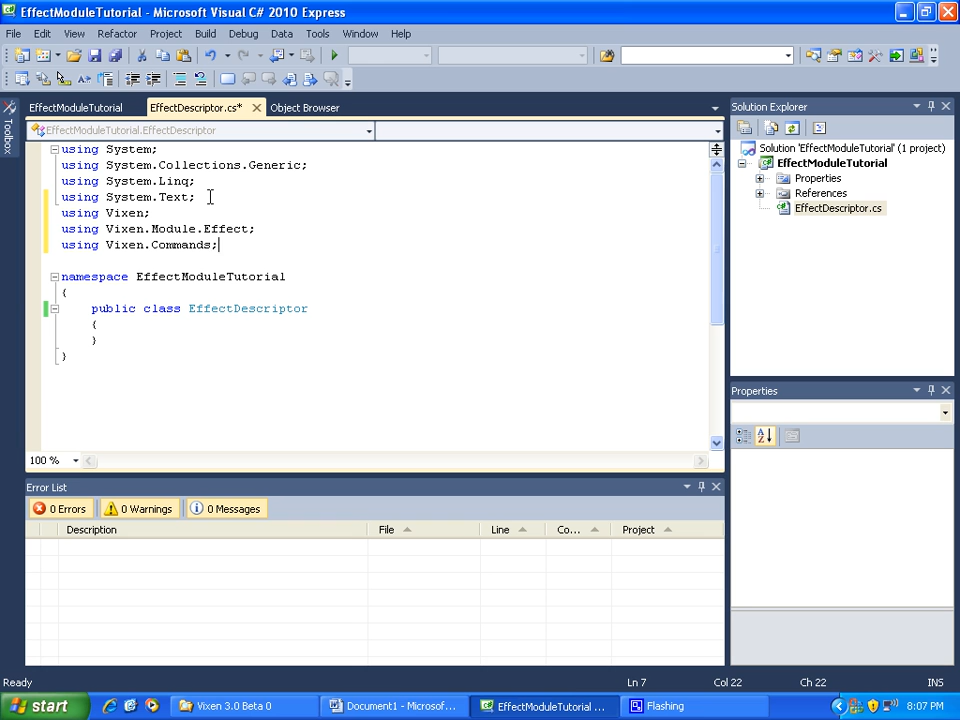 EffectModuleTutorial - Microsoft Visual C# 2010 Express
File Edit View Refactor Project Build Debug Data Tools Window Help
EffectModuleTutorial EffectDescriptor.cs* Object Browser
EffectModuleTutorial.EffectDescriptor
Toolbox
using System;
using System.Collections.Generic;
using System.Linq;
using System.Text;
using Vixen;
using Vixen.Module.Effect;
using Vixen.Commands;
namespace EffectModuleTutorial
{
public class EffectDescriptor
{
}
}
100 %
Solution Explorer
Solution 'EffectModuleTutorial' (1 project)
EffectModuleTutorial
Properties
References
EffectDescriptor.cs
Properties
Error List
0 Errors 0 Warnings 0 Messages
Description File Line Co... Project
Ready Ln 7 Col 22 Ch 22 INS
start Vixen 3.0 Beta 0 Document1 - Microsof... EffectModuleTutorial ... Flashing 8:07 PM